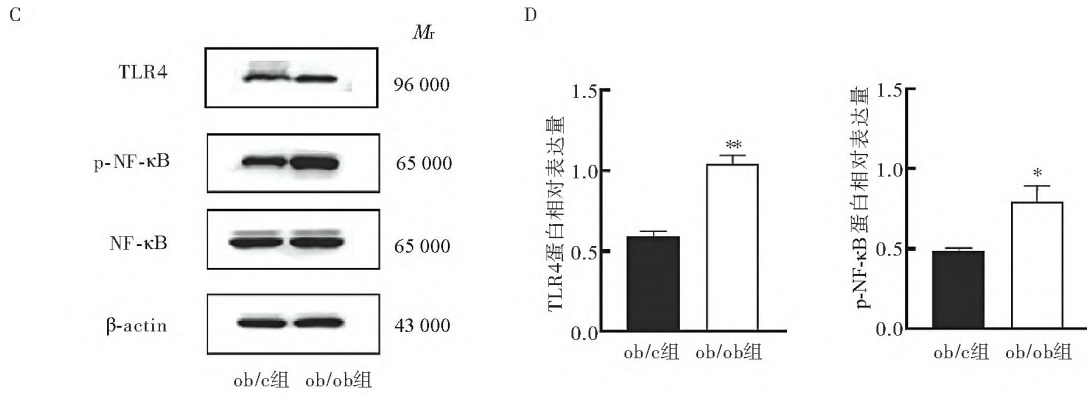 C
Mr
TLR4
96 000
p-NF-κB
65 000
NF-κB
65 000
β-actin
43 000
ob/c组 ob/ob组
D
TLR4蛋白相对表达量
1.5
1.0
0.5
0.0
**
ob/c组 ob/ob组
p-NF-κB 蛋白相对表达量
1.5
1.0
0.5
0.0
*
ob/c组 ob/ob组